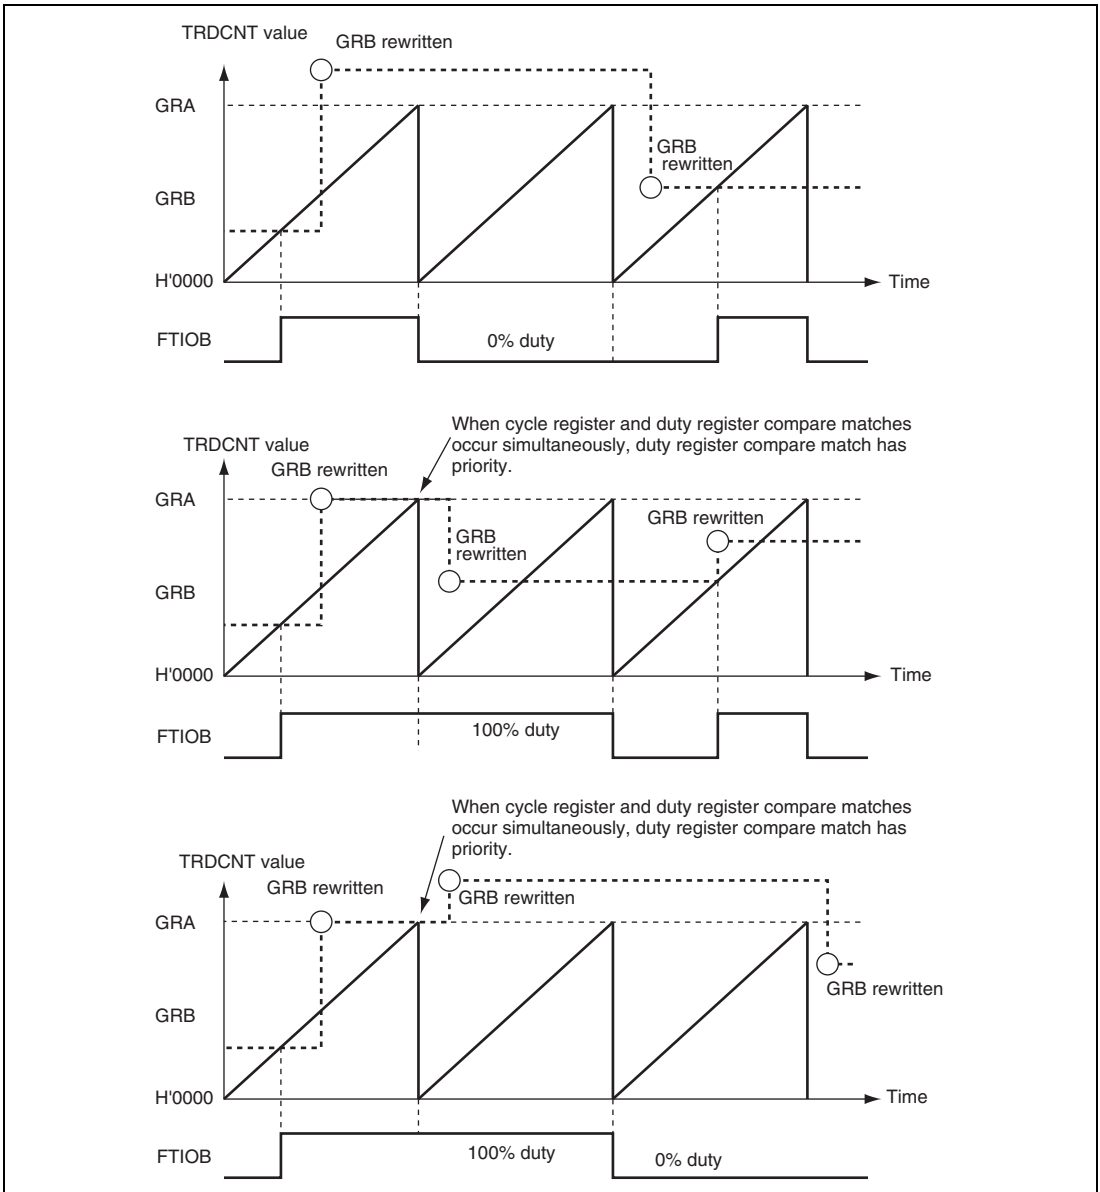 TRDCNT value
GRB rewritten
GRA
GRB
rewritten
GRB
H'0000
Time
FTIOB
0% duty
When cycle register and duty register compare matches
occur simultaneously, duty register compare match has
priority.
TRDCNT value
GRB rewritten
GRA
GRB rewritten
GRB
rewritten
GRB
H'0000
Time
FTIOB
100% duty
When cycle register and duty register compare matches
occur simultaneously, duty register compare match has
priority.
TRDCNT value
GRB rewritten
GRB rewritten
GRA
GRB rewritten
GRB
H'0000
Time
FTIOB
100% duty
0% duty